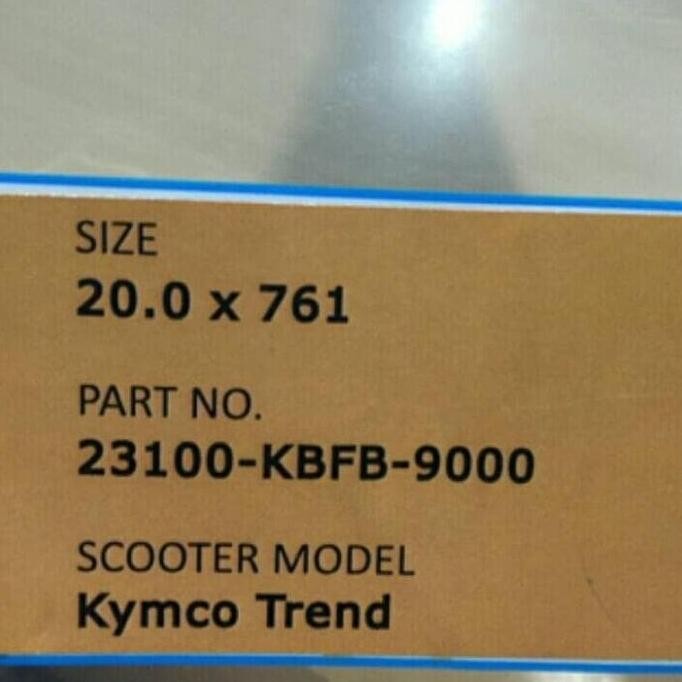 SIZE
20.0 x 761
PART NO.
23100-KBFB-9000
SCOOTER MODEL
Kymco Trend